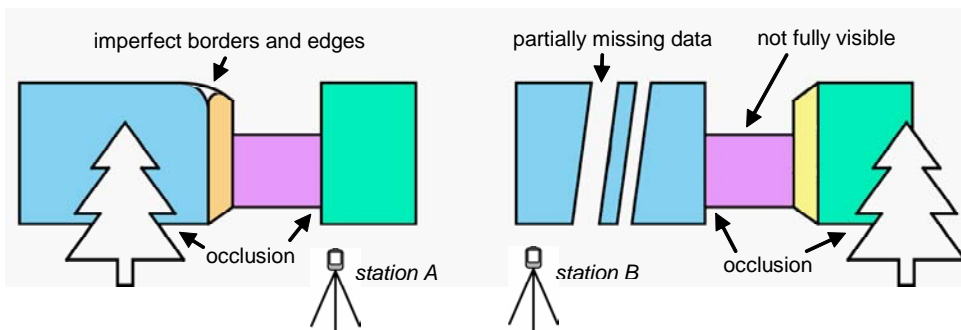 imperfect borders and edges
partially missing data
not fully visible
occlusion
station A
station B
occlusion